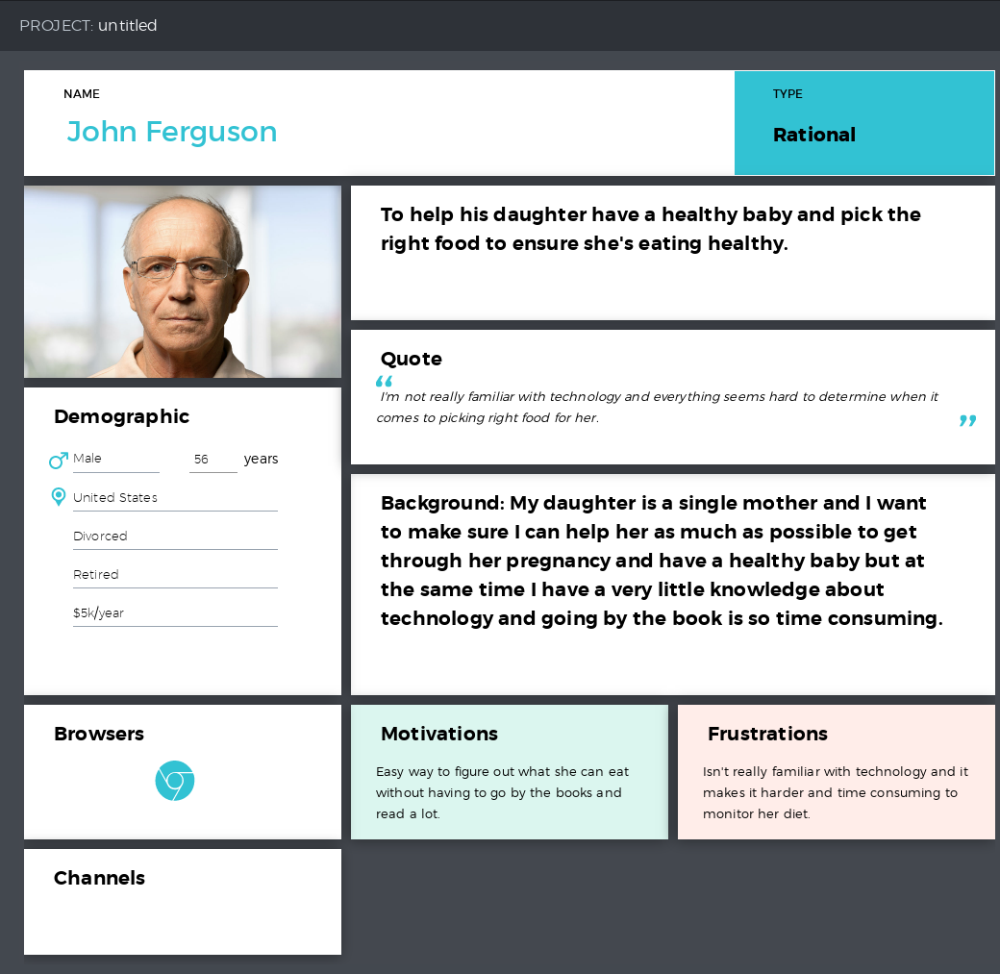 PROJECT: untitled
NAME
John Ferguson
TYPE
Rational
To help his daughter have a healthy baby and pick the
right food to ensure she's eating healthy.
Quote
“
I'm not really familiar with technology and everything seems hard to determine when it
comes to picking right food for her.
”
Demographic
Male 56 years
United States
Divorced
Retired
$5k/year
Background: My daughter is a single mother and I want
to make sure I can help her as much as possible to get
through her pregnancy and have a healthy baby but at
the same time I have a very little knowledge about
technology and going by the book is so time consuming.
Browsers
Motivations
Easy way to figure out what she can eat
without having to go by the books and
read a lot.
Frustrations
Isn't really familiar with technology and it
makes it harder and time consuming to
monitor her diet.
Channels